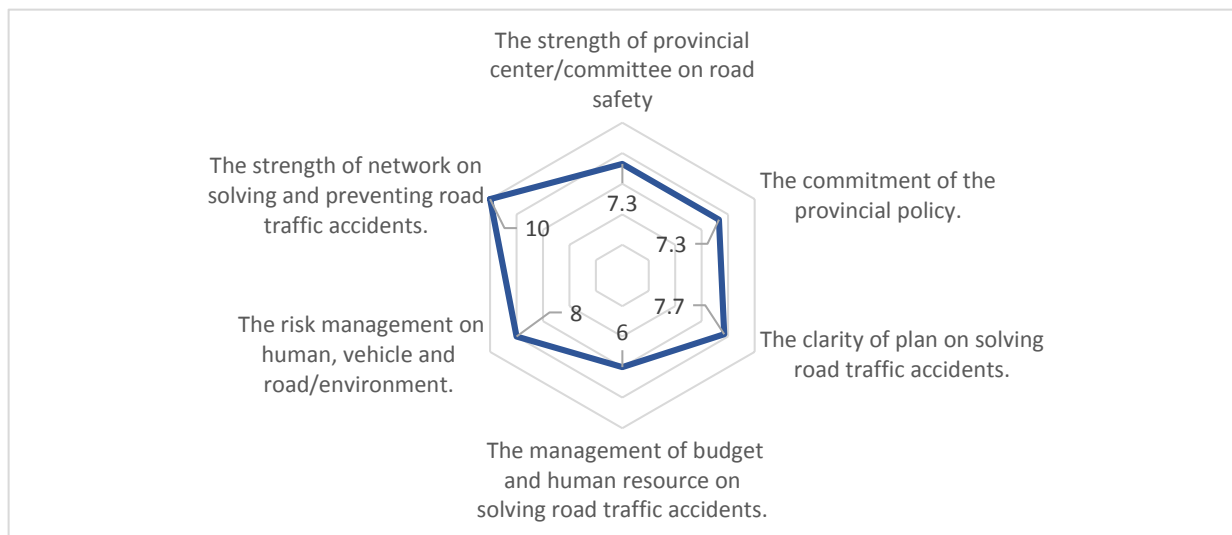 The strength of provincial
center/committee on road
safety
The strength of network on
solving and preventing road
traffic accidents.
The commitment of the
provincial policy.
7.3
10
7.3
7.7
8
6
The risk management on
human, vehicle and
road/environment.
The clarity of plan on solving
road traffic accidents.
The management of budget
and human resource on
solving road traffic accidents.